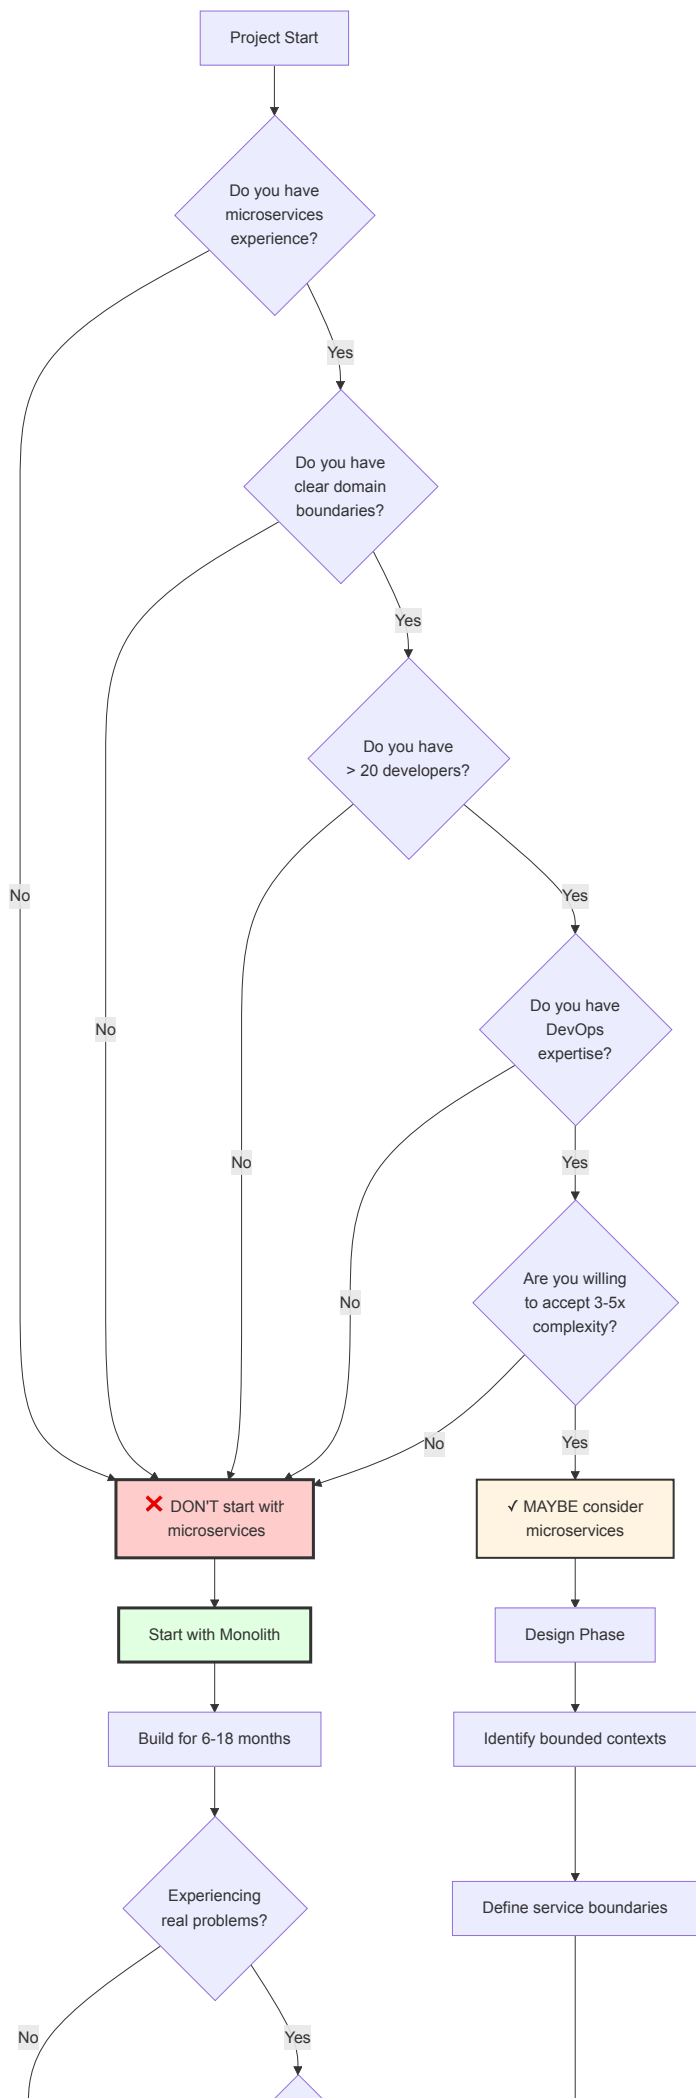 Project Start
Do you have
microservices
experience?
Yes
Do you have
clear domain
boundaries?
Yes
Do you have
> 20 developers?
No
Yes
Do you have
DevOps
expertise?
No
No
Yes
Are you willing
to accept 3-5x
complexity?
No
No
Yes
❌ DON'T start with
microservices
✓ MAYBE consider
microservices
Start with Monolith
Design Phase
Build for 6-18 months
Identify bounded contexts
Experiencing
real problems?
Define service boundaries
No
Yes